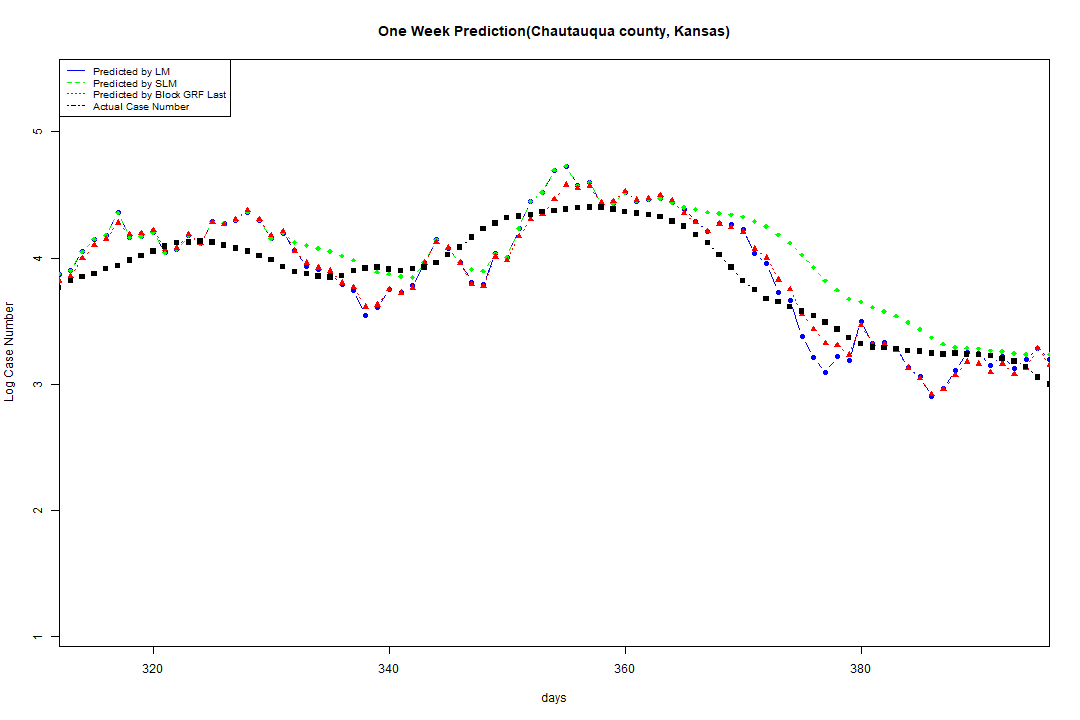 One Week Prediction(Chautauqua county, Kansas)
Predicted by LM
Predicted by SLM
Predicted by Block GRF Last
Actual Case Number
5
4
3
2
1
Log Case Number
320 340 360 380
days